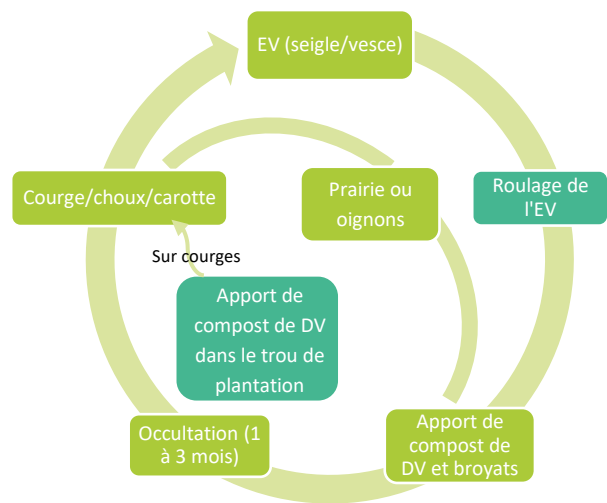 EV (seigle/vesce)
Courge/choux/carotte
Prairie ou
oignons
Roulage de
l'EV
Sur courges
Apport de
compost de DV
dans le trou de
plantation
Occultation (1
à 3 mois)
Apport de
compost de
DV et broyats